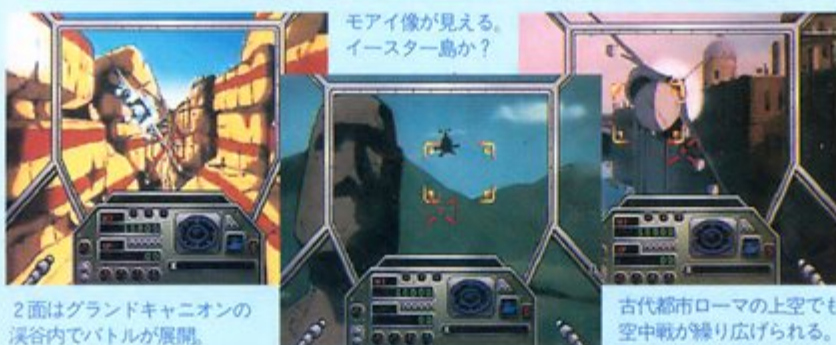 モアイ像が見える。
イースター島か？
2面はグランドキャニオンの
渓谷内でバトルが展開。
古代都市ローマの上空でも
空中戦が繰り広げられる。